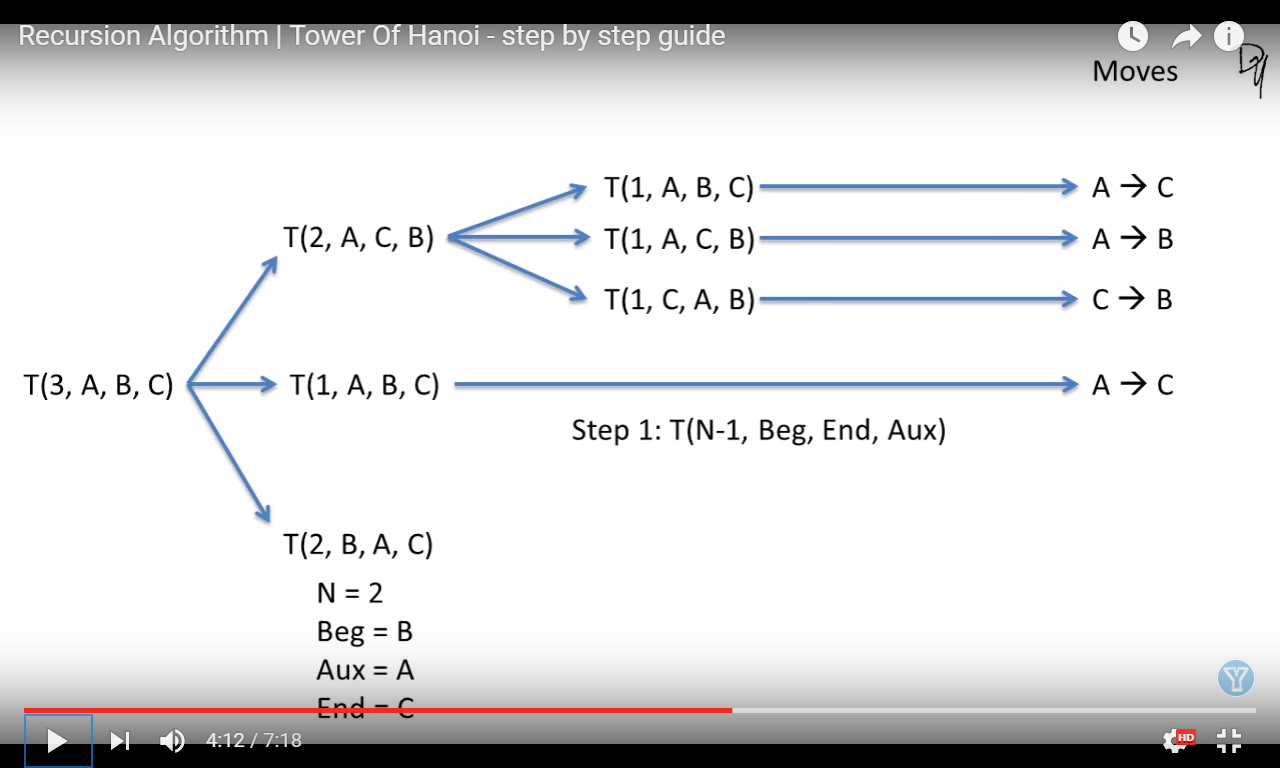 Recursion Algorithm | Tower Of Hanoi - step by step guide
Moves
T(1, A, B, C) A → C
T(2, A, C, B) T(1, A, C, B) A → B
T(1, C, A, B) C → B
T(3, A, B, C) T(1, A, B, C) A → C
Step 1: T(N-1, Beg, End, Aux)
T(2, B, A, C)
N = 2
Beg = B
Aux = A
End = C
4:12 / 7:18
HD